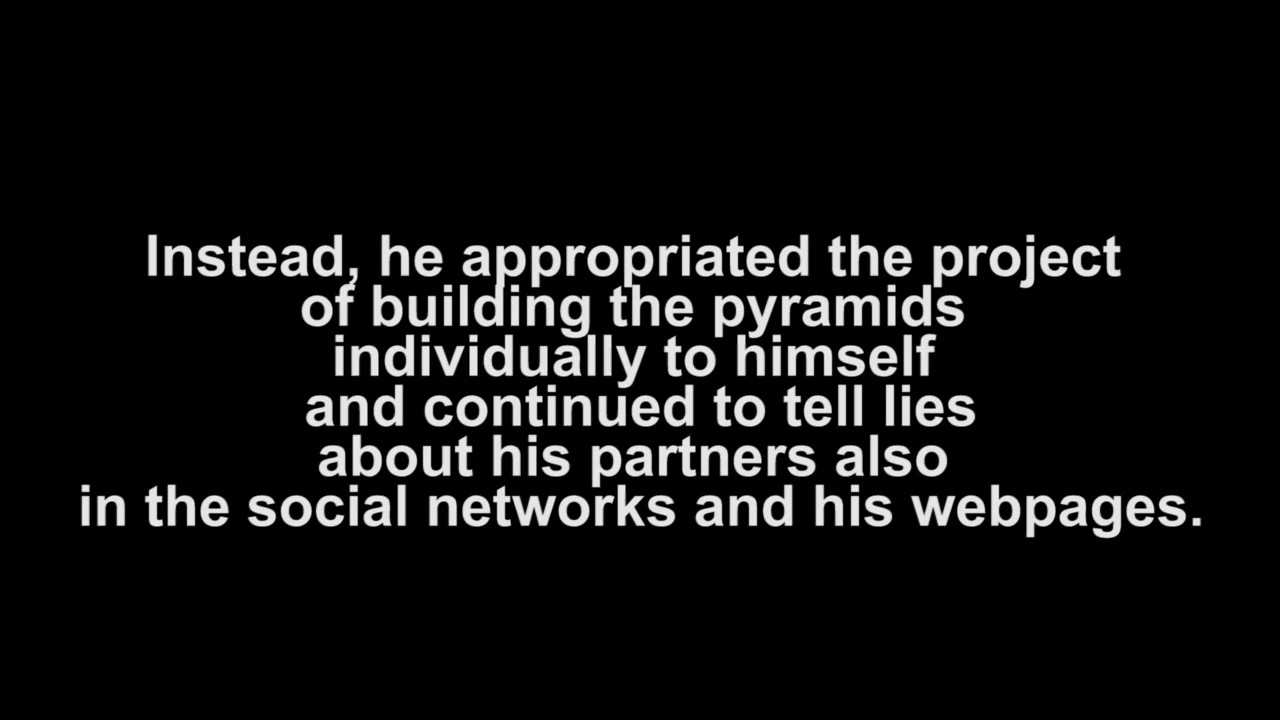 Instead, he appropriated the project
of building the pyramids
individually to himself
and continued to tell lies
about his partners also
in the social networks and his webpages.